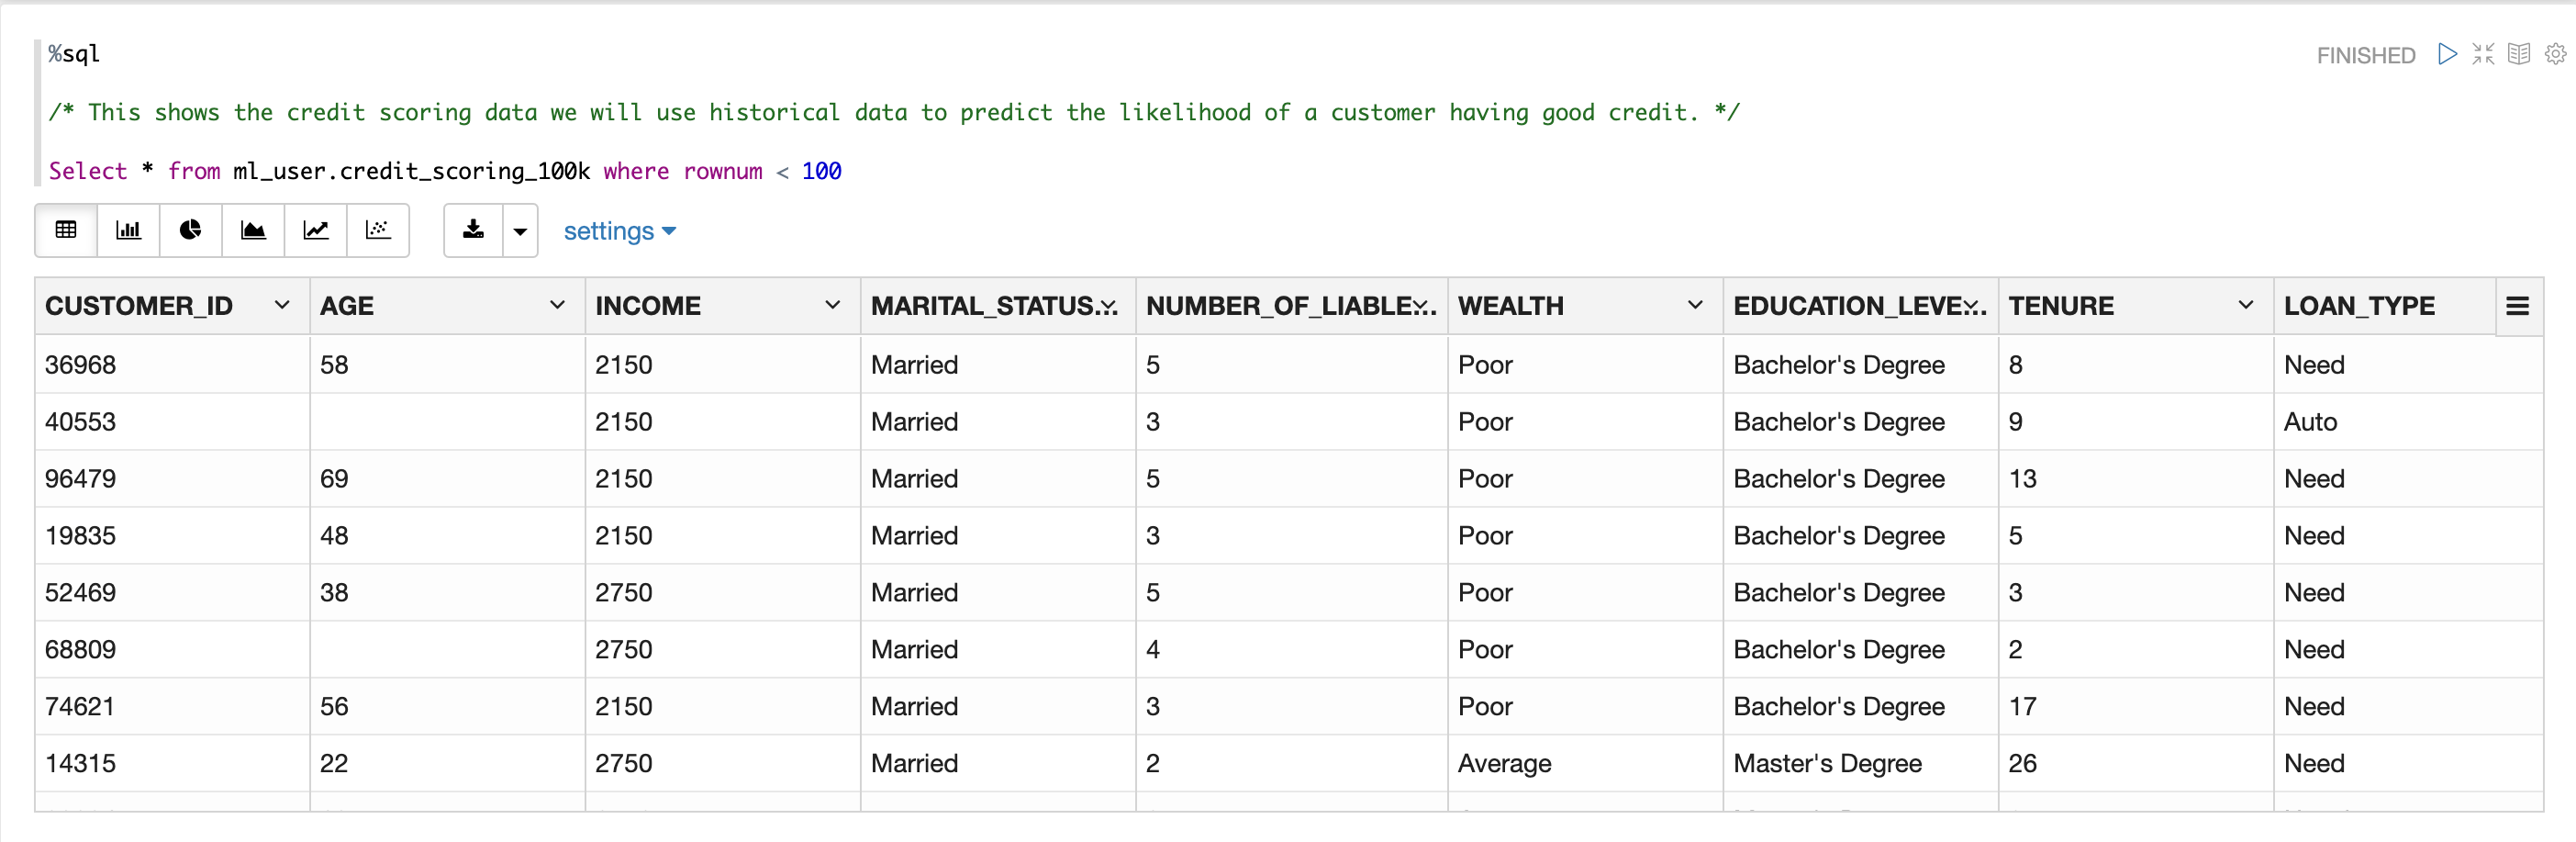 %sql
FINISHED
/* This shows the credit scoring data we will use historical data to predict the likelihood of a customer having good credit. */
Select * from ml_user.credit_scoring_100k where rownum < 100
settings
CUSTOMER_ID AGE INCOME MARITAL_STATUS... NUMBER_OF_LIABLE... WEALTH EDUCATION_LEVE... TENURE LOAN_TYPE
36968 58 2150 Married 5 Poor Bachelor's Degree 8 Need
40553 2150 Married 3 Poor Bachelor's Degree 9 Auto
96479 69 2150 Married 5 Poor Bachelor's Degree 13 Need
19835 48 2150 Married 3 Poor Bachelor's Degree 5 Need
52469 38 2750 Married 5 Poor Bachelor's Degree 3 Need
68809 2750 Married 4 Poor Bachelor's Degree 2 Need
74621 56 2150 Married 3 Poor Bachelor's Degree 17 Need
14315 22 2750 Married 2 Average Master's Degree 26 Need